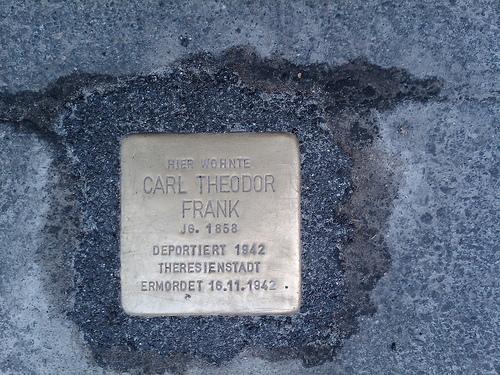 HIER WOHNTE
CARL THEODOR
FRANK
JG. 1858
DEPORTIERT 1942
THERESIENSTADT
ERMORDET 16.11.1942